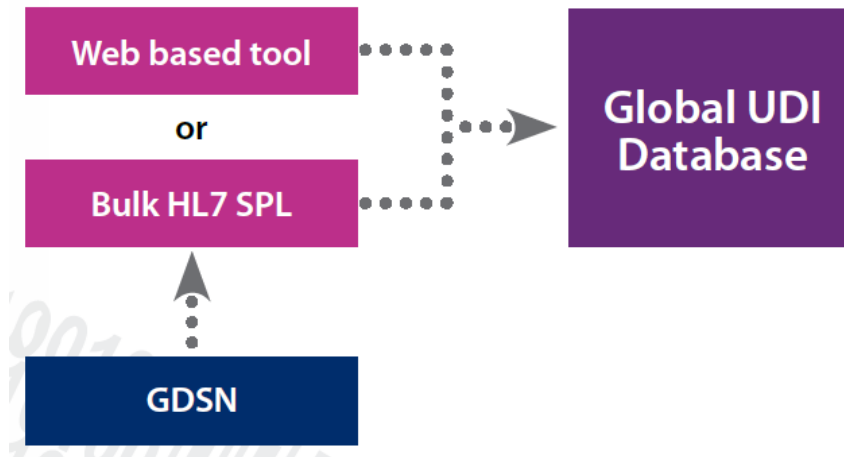 Web based tool
or
Bulk HL7 SPL
GDSN
Global UDI
Database